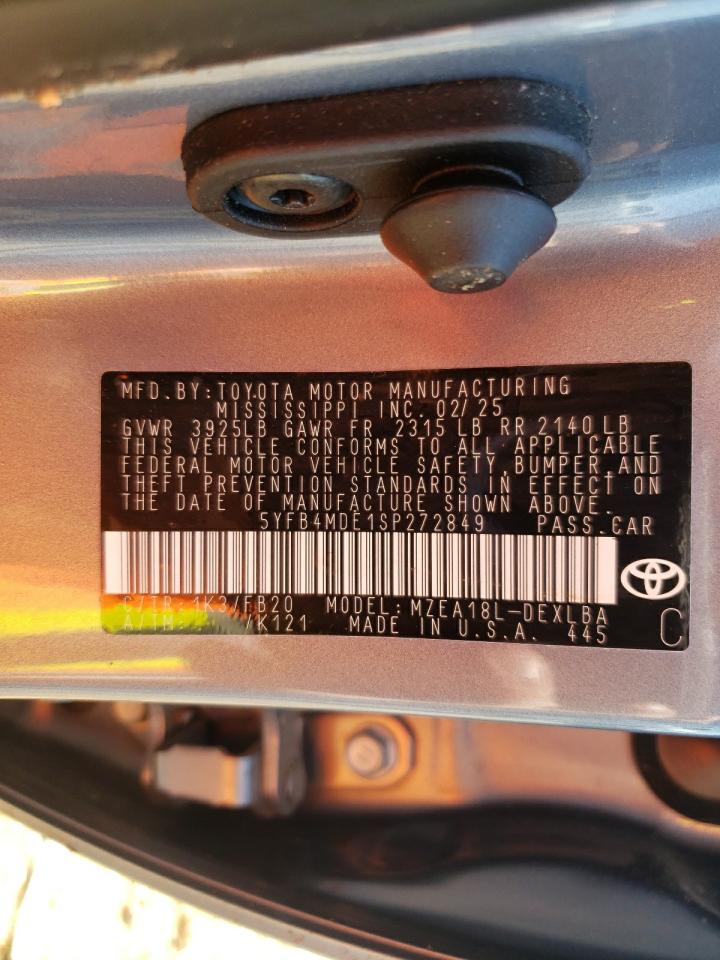 MFD.BY:TOYOTA MOTOR MANUFACTURING
MISSISSIPPI INC. 02/25
GVWR 3925LB GAWR FR 2315 LB RR 2140 LB
THIS VEHICLE CONFORMS TO ALL APPLICABLE
FEDERAL MOTOR VEHICLE SAFETY, BUMPER, AND
THEFT PREVENTION STANDARDS IN EFFECT ON
THE DATE OF MANUFACTURE SHOWN ABOVE.
5YFB4MDE1SP272849 PASS.CAR
C/TR: 1K3/FB20 MODEL: MZEA18L-DEXLBA
A/TM: /K121 MADE IN U.S.A. 445 C